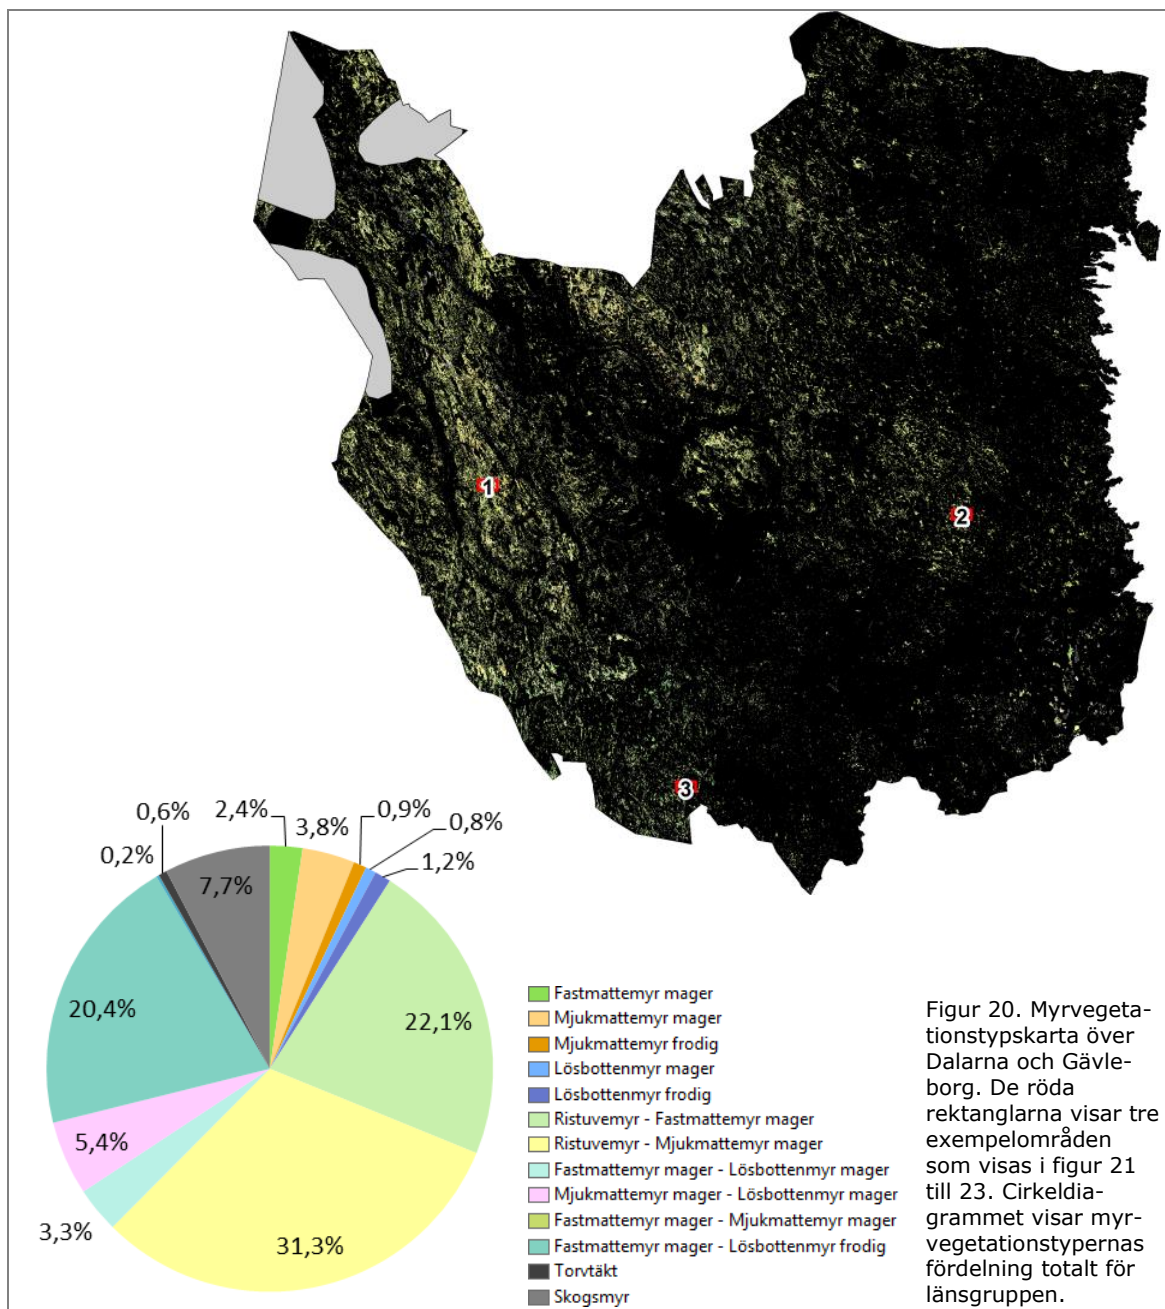 1
2
3
0,6%
2,4%
3,8%
0,9%
0,8%
1,2%
0,2%
7,7%
20,4%
22,1%
5,4%
3,3%
31,3%
Fastmattemyr mager
Mjukmattemyr mager
Mjukmattemyr frodig
Lösbottenmyr mager
Lösbottenmyr frodig
Ristuvemyr - Fastmattemyr mager
Ristuvemyr - Mjukmattemyr mager
Fastmattemyr mager - Lösbottenmyr mager
Mjukmattemyr mager - Lösbottenmyr mager
Fastmattemyr mager - Mjukmattemyr mager
Fastmattemyr mager - Lösbottenmyr frodig
Torvtäkt
Skogsmyr
Figur 20. Myrvegeta-
tionstypskarta över
Dalarna och Gävle-
borg. De röda
rektanglarna visar tre
exempelområden
som visas i figur 21
till 23. Cirkeldia-
grammet visar myr-
vegetationstypernas
fördelning totalt för
länsgruppen.